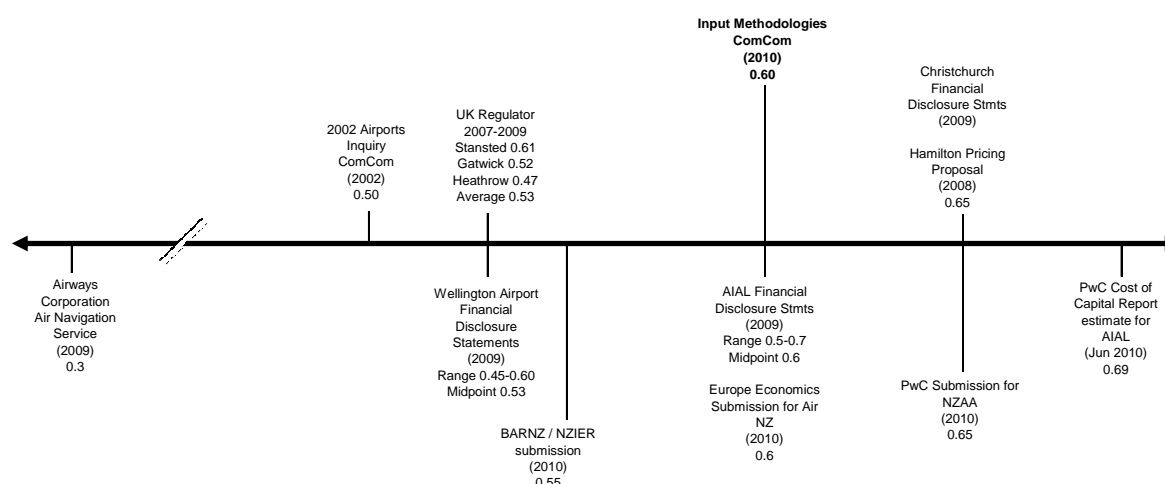 Input Methodologies
ComCom
(2010)
0.60
Christchurch
Financial
Disclosure Stmts
(2009)
Hamilton Pricing
Proposal
(2008)
0.65
UK Regulator
2007-2009
Stansted 0.61
Gatwick 0.52
Heathrow 0.47
Average 0.53
2002 Airports
Inquiry
ComCom
(2002)
0.50
Airways
Corporation
Air Navigation
Service
(2009)
0.3
Wellington Airport
Financial
Disclosure
Statements
(2009)
Range 0.45-0.60
Midpoint 0.53
BARNZ / NZIER
submission
(2010)
0.55
AIAL Financial
Disclosure Stmts
(2009)
Range 0.5-0.7
Midpoint 0.6
Europe Economics
Submission for Air
NZ
(2010)
0.6
PwC Submission for
NZAA
(2010)
0.65
PwC Cost of
Capital Report
estimate for
AIAL
(Jun 2010)
0.69